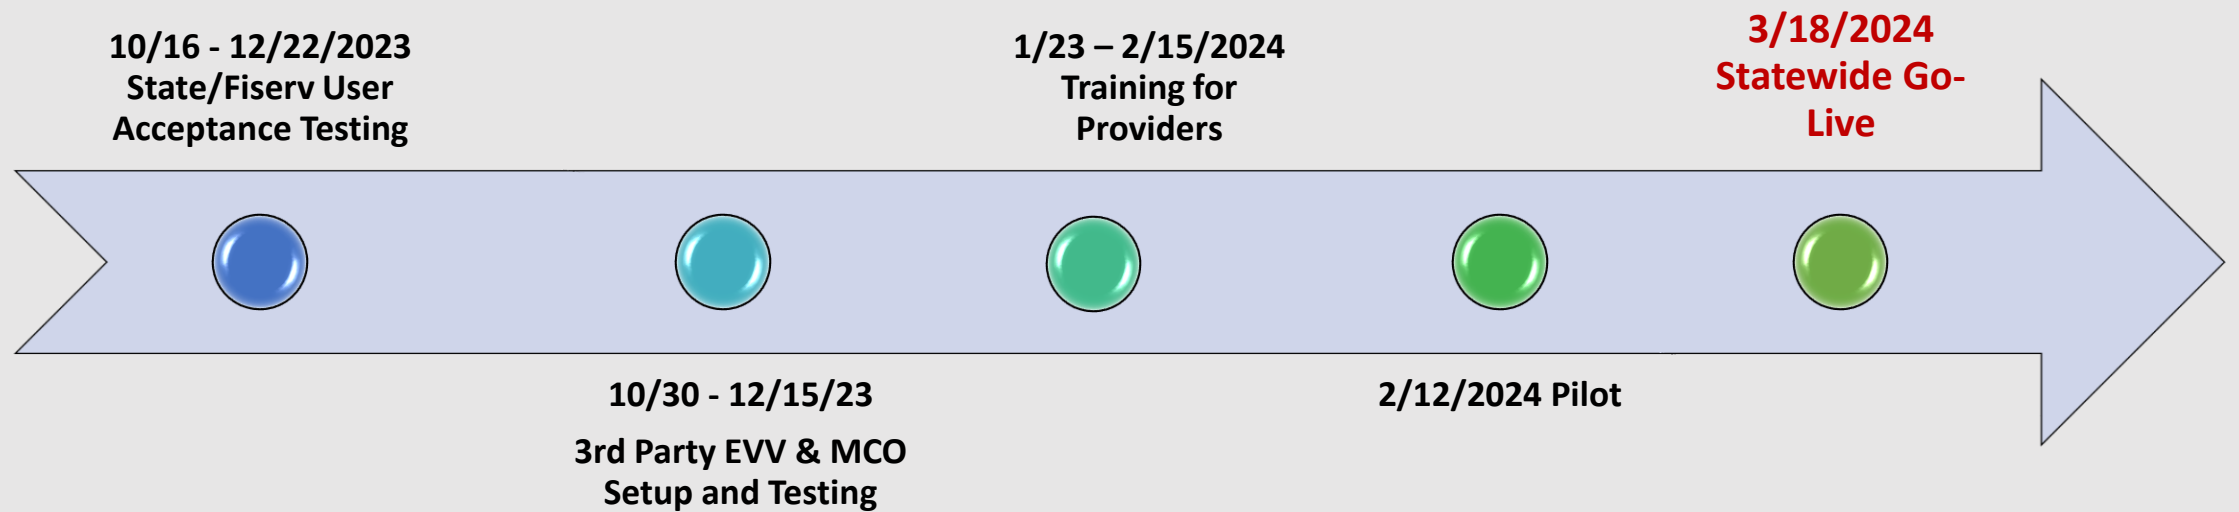 10/16 - 12/22/2023
State/Fiserv User
Acceptance Testing
10/30 - 12/15/23
3rd Party EVV & MCO
Setup and Testing
1/23 – 2/15/2024
Training for
Providers
2/12/2024 Pilot
3/18/2024
Statewide Go-
Live